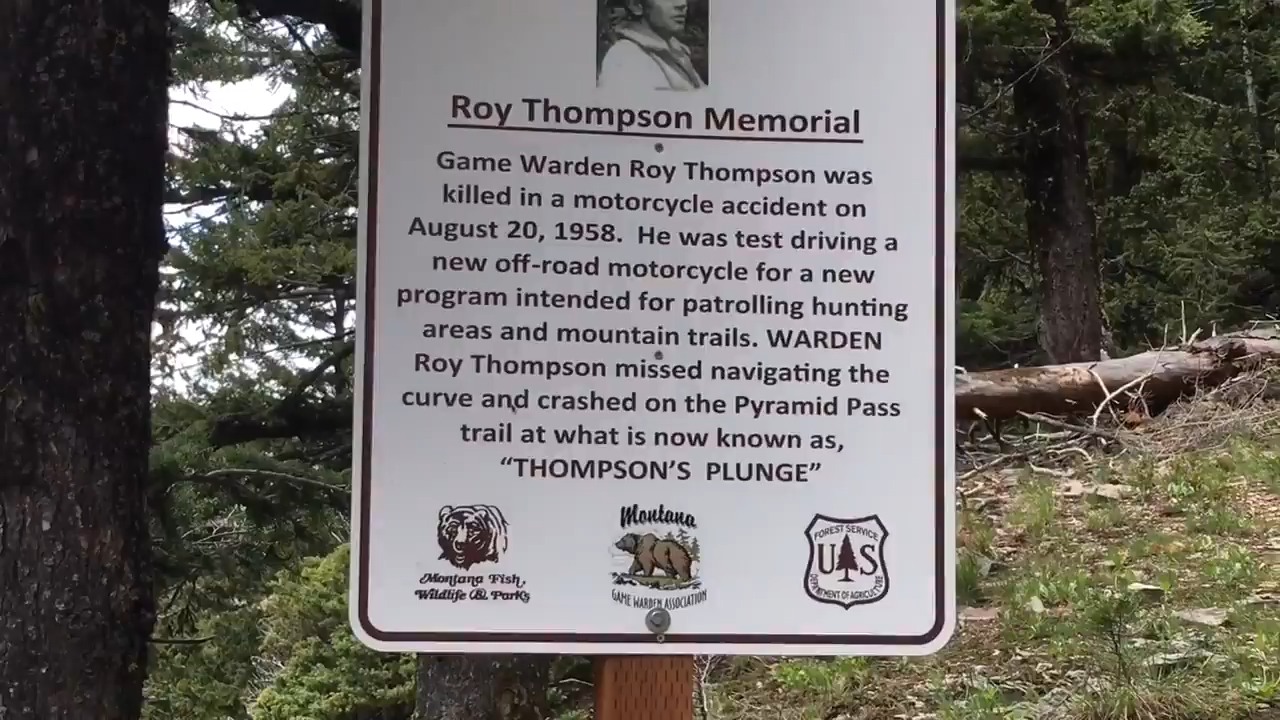 Roy Thompson Memorial
Game Warden Roy Thompson was
killed in a motorcycle accident on
August 20, 1958.  He was test driving a
new off-road motorcycle for a new
program intended for patrolling hunting
areas and mountain trails. WARDEN
Roy Thompson missed navigating the
curve and crashed on the Pyramid Pass
trail at what is now known as,
“THOMPSON’S  PLUNGE”
Montana Fish,
Wildlife & Parks
Montana
GAME WARDEN ASSOCIATION
FOREST SERVICE
U S
DEPARTMENT OF AGRICULTURE